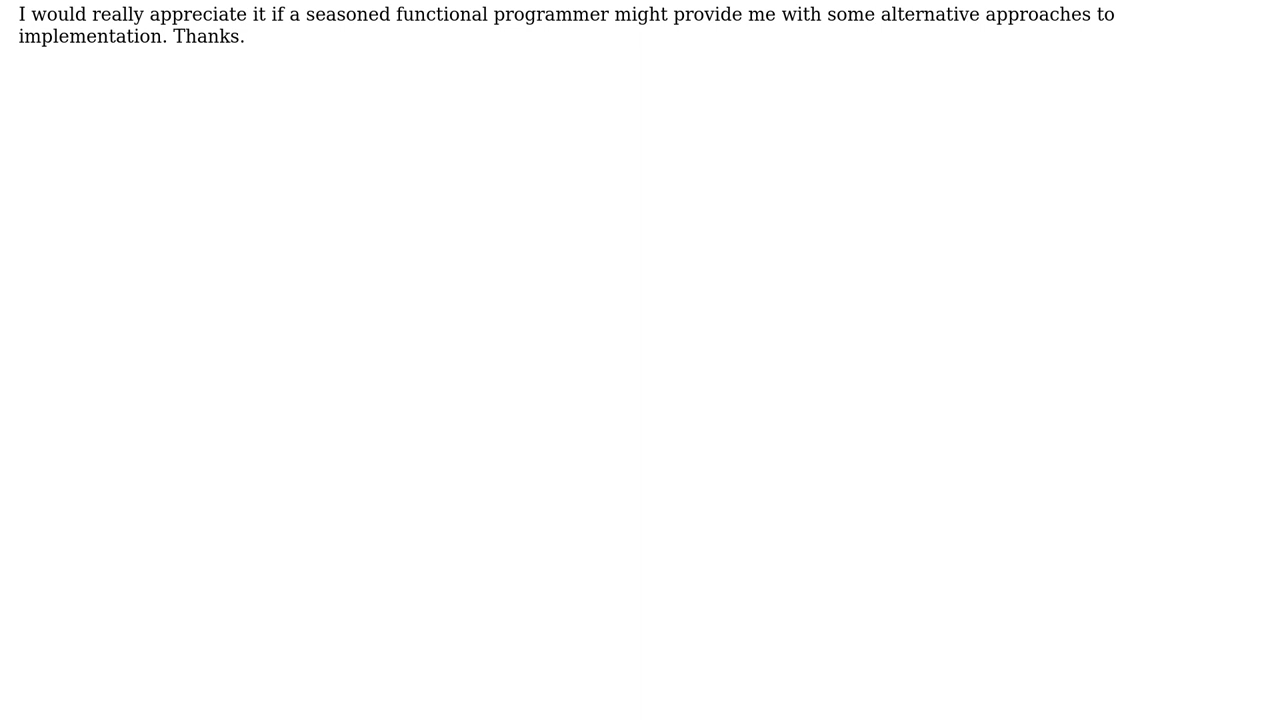 I would really appreciate it if a seasoned functional programmer might provide me with some alternative approaches to
implementation. Thanks.